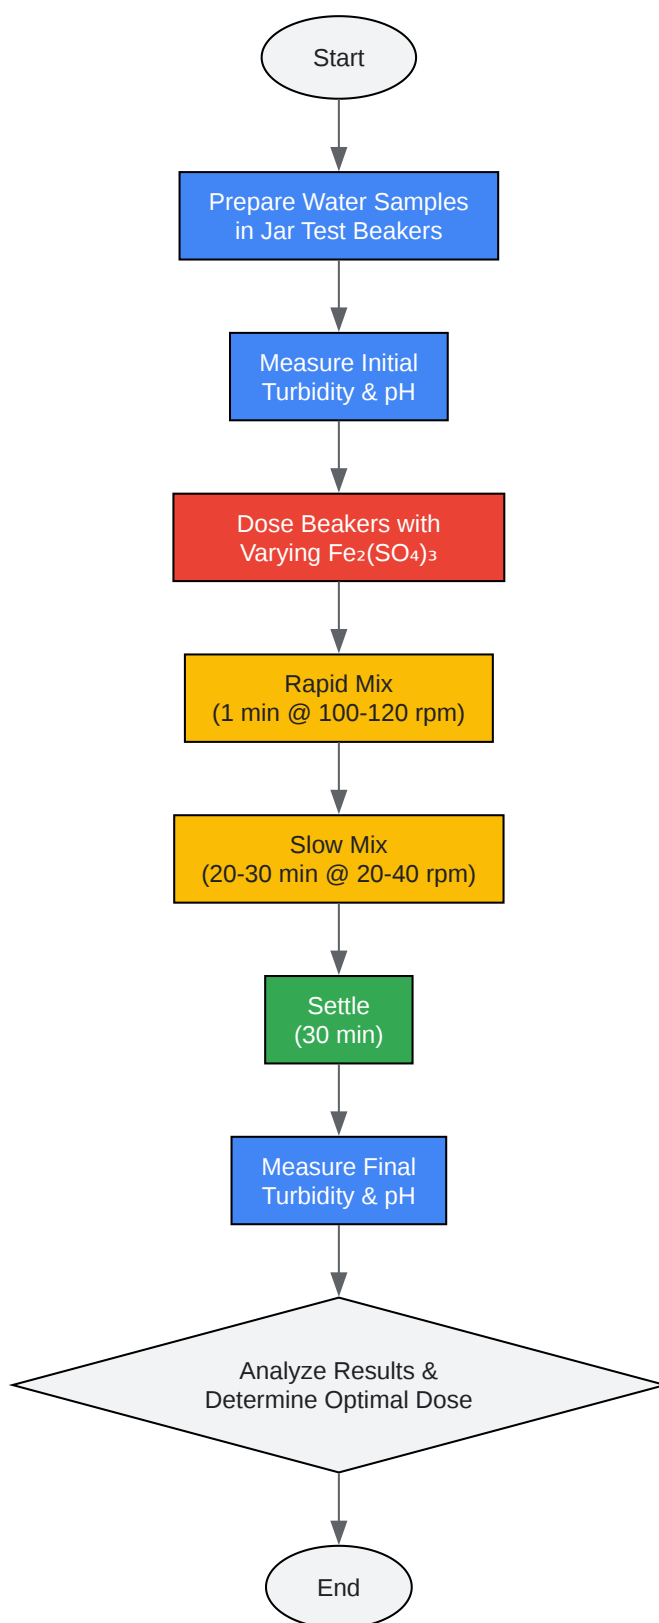 Start
Prepare Water Samples
in Jar Test Beakers
Measure Initial
Turbidity & pH
Dose Beakers with
Varying Fe₂(SO₄)₃
Rapid Mix
(1 min @ 100-120 rpm)
Slow Mix
(20-30 min @ 20-40 rpm)
Settle
(30 min)
Measure Final
Turbidity & pH
Analyze Results &
Determine Optimal Dose
End